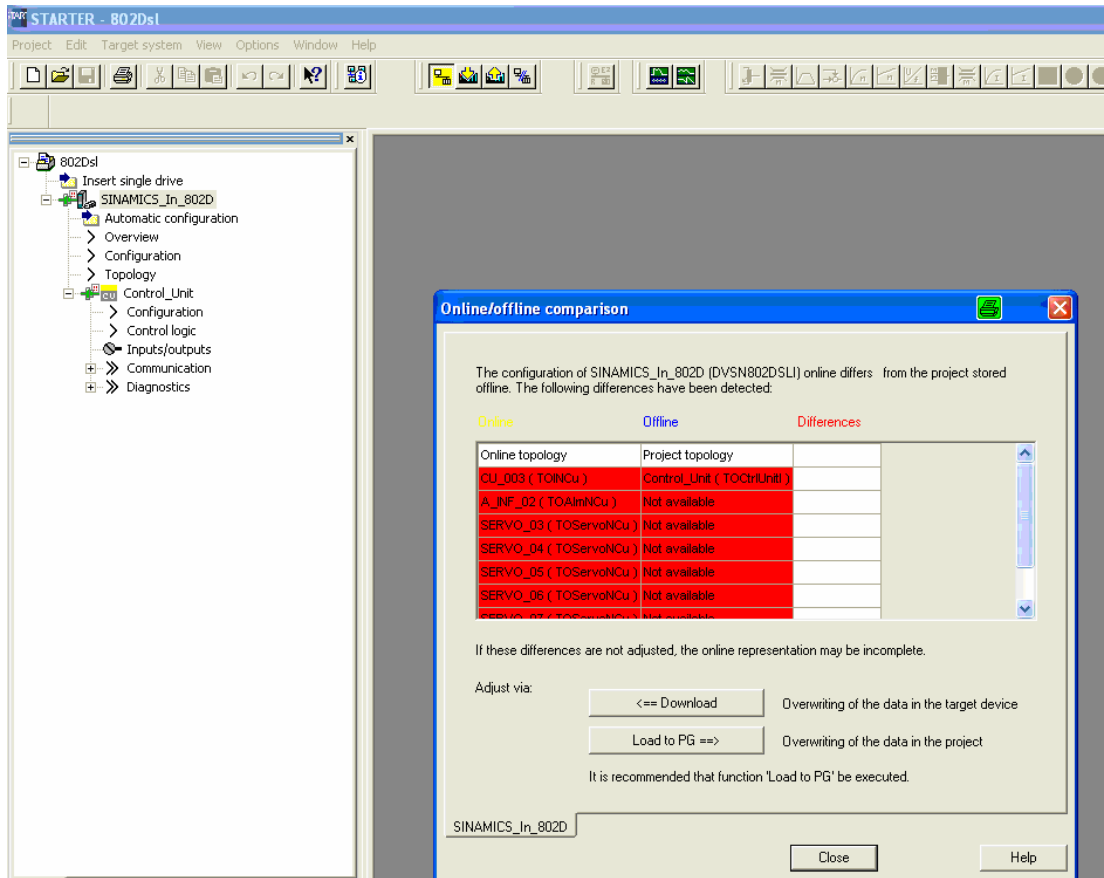 STARTER - 802Dsl
Project Edit Target system View Options Window Help
802Dsl
Insert single drive
SINAMICS_In_802D
Automatic configuration
Overview
Configuration
Topology
CU Control_Unit
Configuration
Control logic
Inputs/outputs
Communication
Diagnostics
Online/offline comparison
The configuration of SINAMICS_In_802D (DVSN802DSLI) online differs from the project stored
offline. The following differences have been detected:
Online Offline Differences
Online topology Project topology
CU_003 ( TOINCu ) Control_Unit ( TOCtrlUnitI )
A_INF_02 ( TOAlmNCu ) Not available
SERVO_03 ( TOServoNCu ) Not available
SERVO_04 ( TOServoNCu ) Not available
SERVO_05 ( TOServoNCu ) Not available
SERVO_06 ( TOServoNCu ) Not available
SERVO_07 ( TOServoNCu ) Not available
If these differences are not adjusted, the online representation may be incomplete.
Adjust via:
<== Download Overwriting of the data in the target device
Load to PG ==> Overwriting of the data in the project
It is recommended that function 'Load to PG' be executed.
SINAMICS_In_802D
Close Help